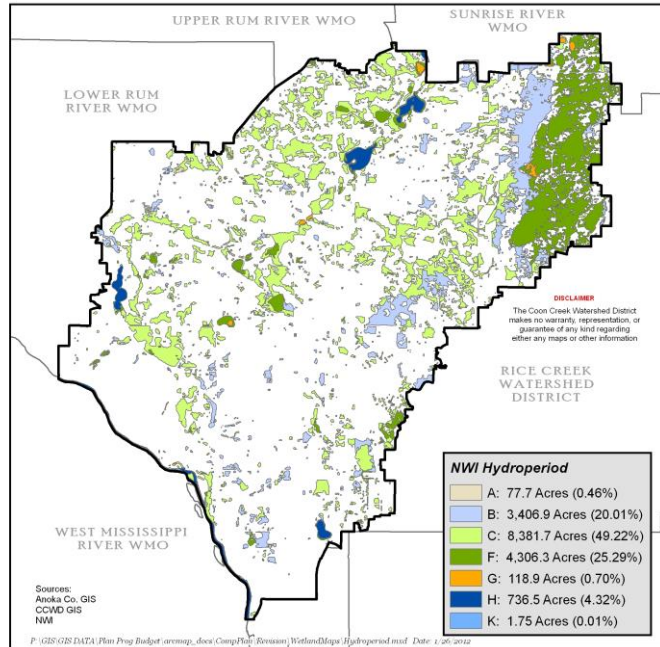 UPPER RUM RIVER WMO
SUNRISE RIVER
WMO
LOWER RUM
RIVER WMO
DISCLAIMER
The Coon Creek Watershed District
makes no warranty, representation, or
guarantee of any kind regarding
either any maps or other information
RICE CREEK
WATERSHED
DISTRICT
WEST MISSISSIPPI
RIVER WMO
NWI Hydroperiod
A: 77.7 Acres (0.46%)
B: 3,406.9 Acres (20.01%)
C: 8,381.7 Acres (49.22%)
F: 4,306.3 Acres (25.29%)
G: 118.9 Acres (0.70%)
H: 736.5 Acres (4.32%)
K: 1.75 Acres (0.01%)
Sources:
Anoka Co. GIS
CCWD GIS
NWI
P:\GIS\GIS DATA\Plan Prog Budget\arcmap_docs\CompPlan\Revision\WetlandMaps\Hydroperiod.mxd Date: 1/26/2012